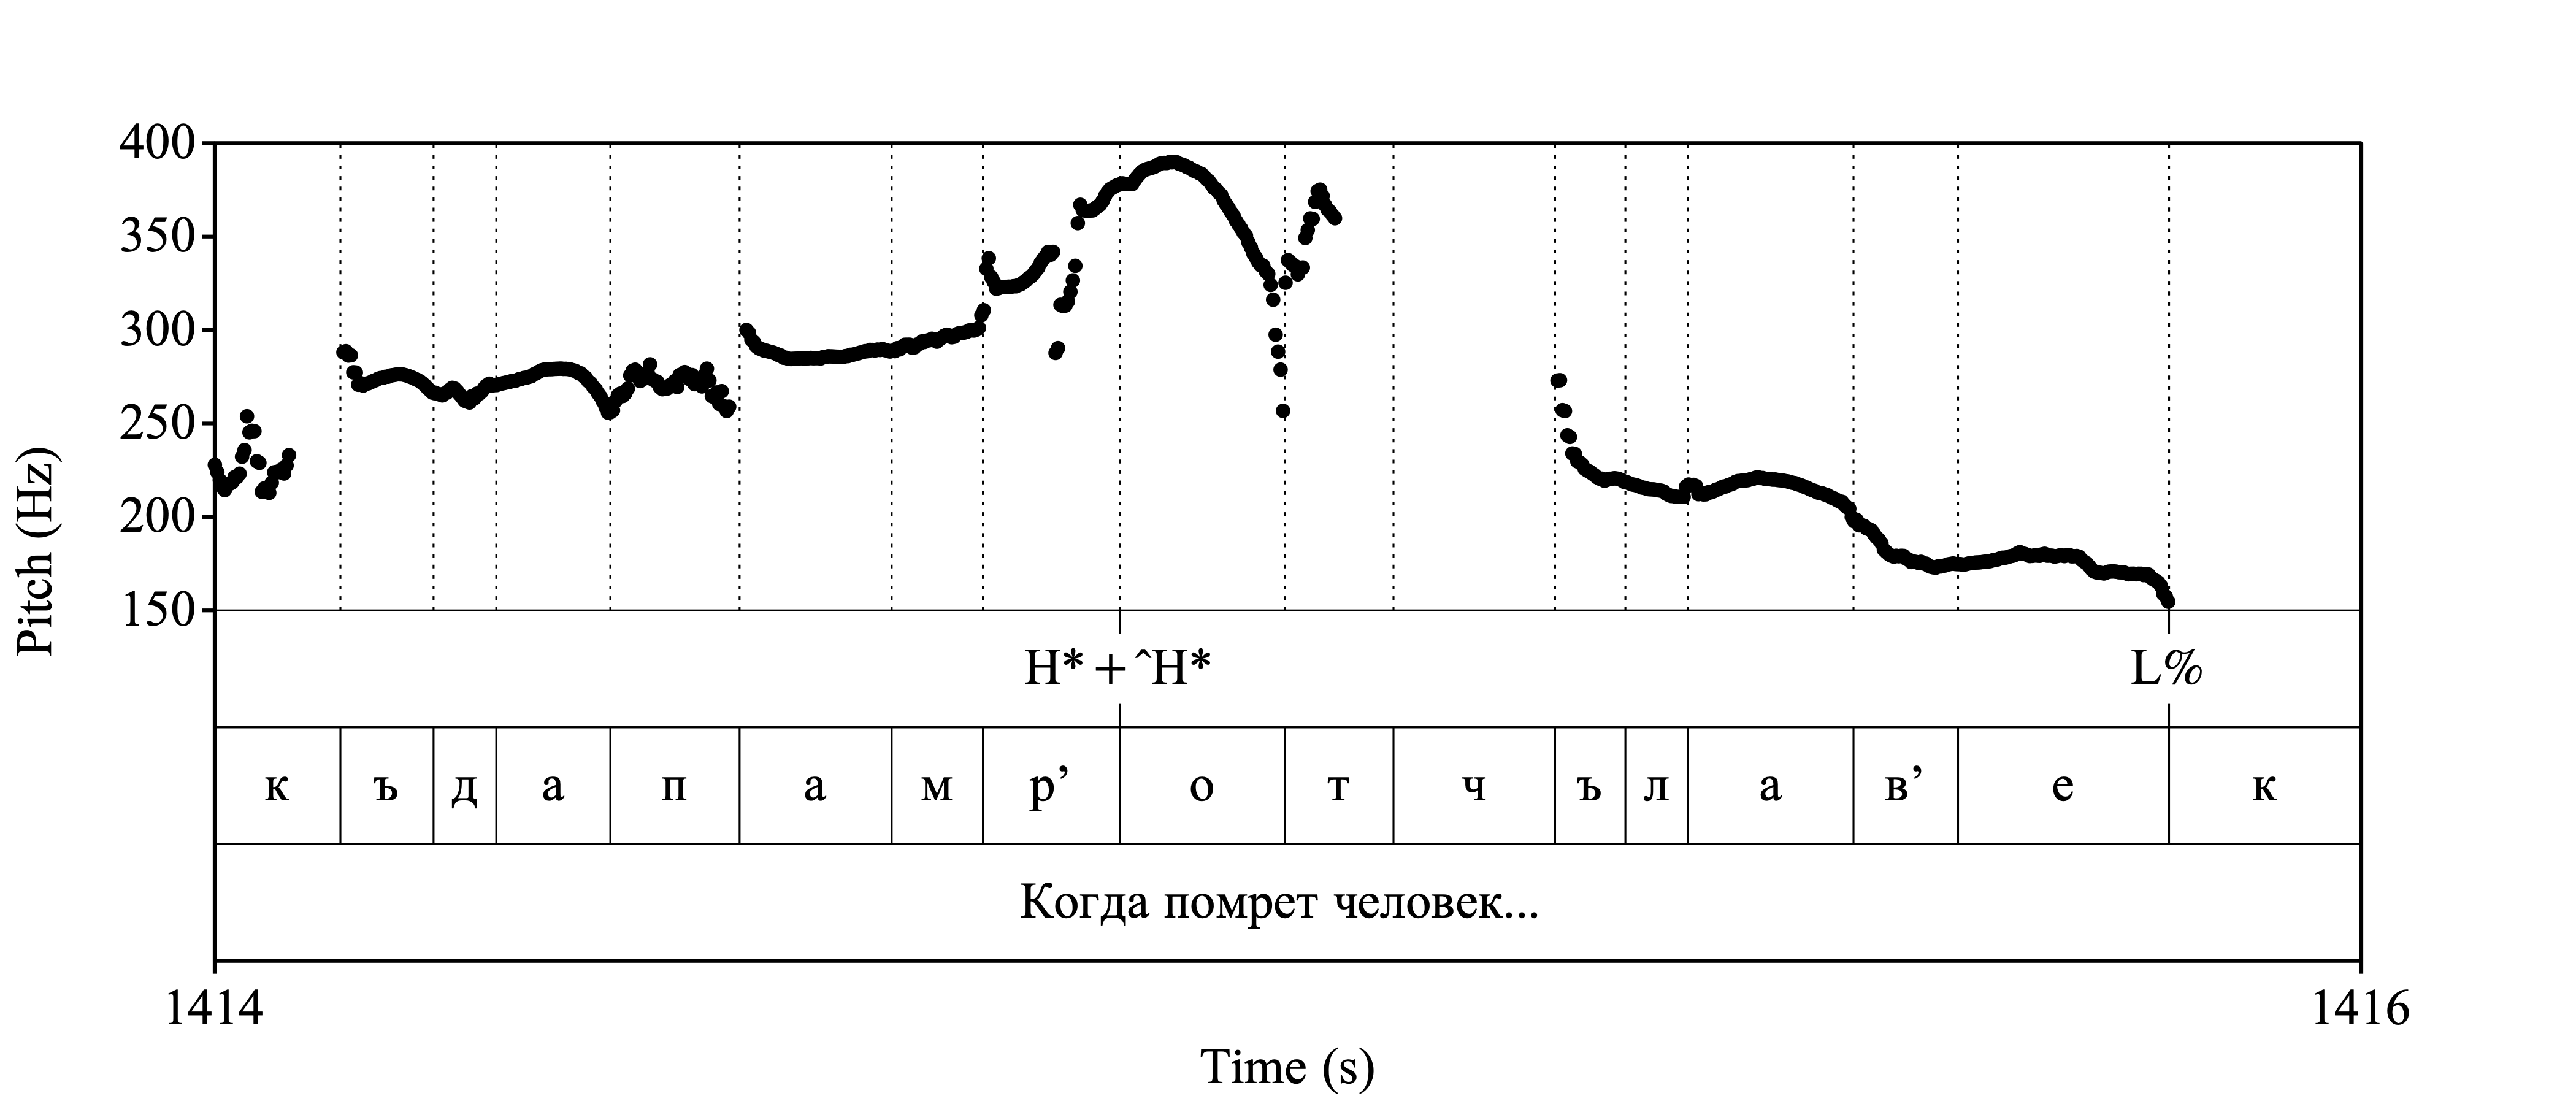 400
350
300
250
200
150
Pitch (Hz)
H* + ˆH* L%
к ъ д а п а м р’ о т ч ъ л а в’ е к
Когда помрет человек...
1414 1416
Time (s)